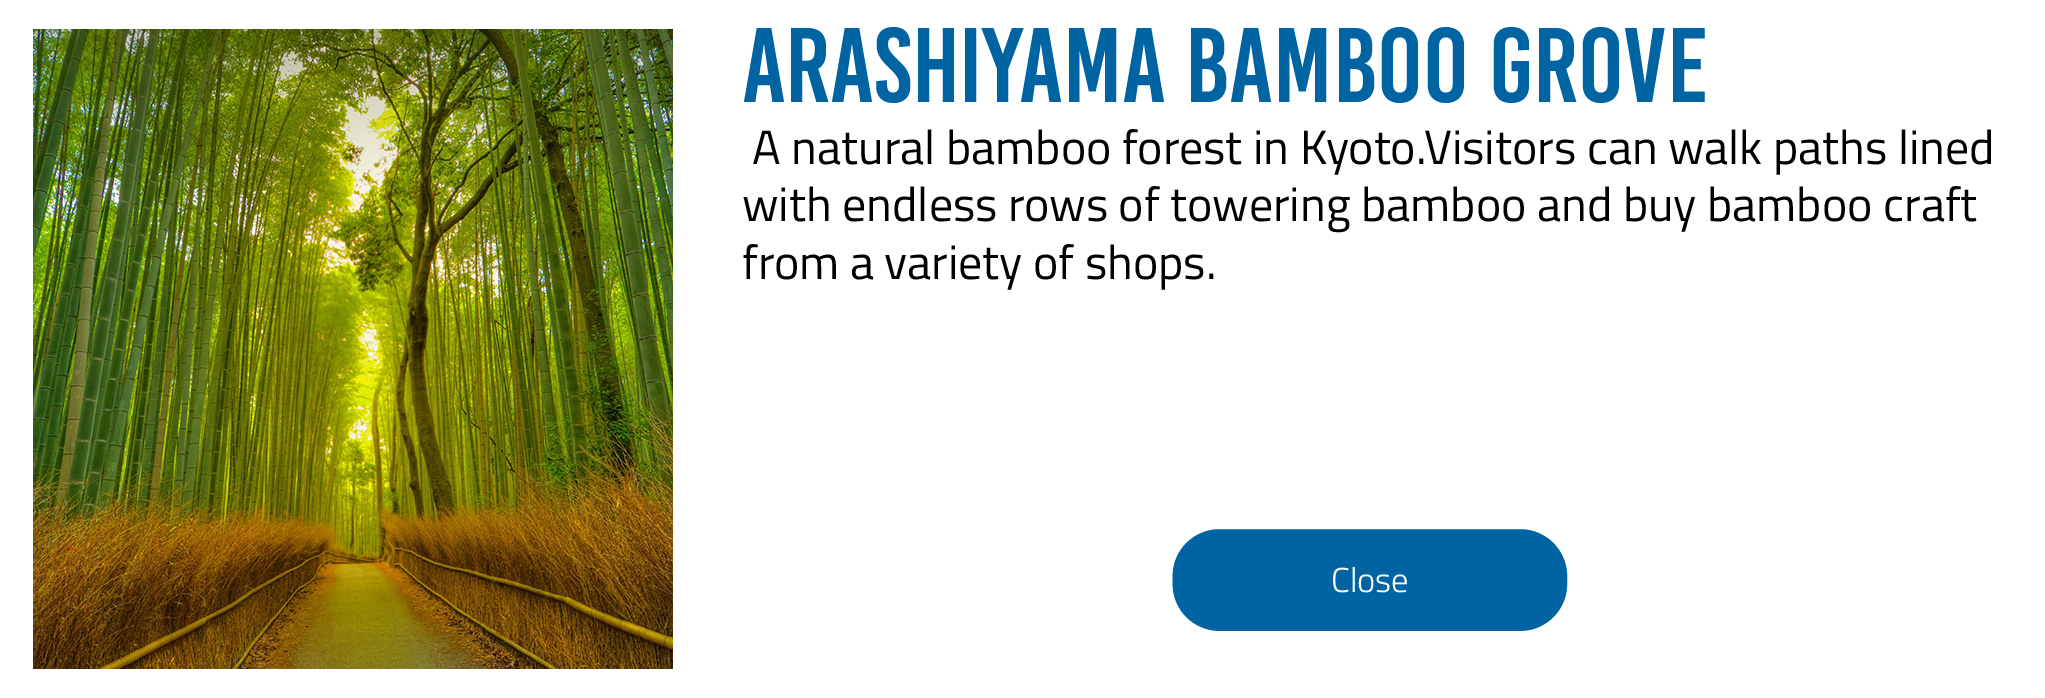 ARASHIYAMA BAMBOO GROVE
A natural bamboo forest in Kyoto.Visitors can walk paths lined
with endless rows of towering bamboo and buy bamboo craft
from a variety of shops.
Close